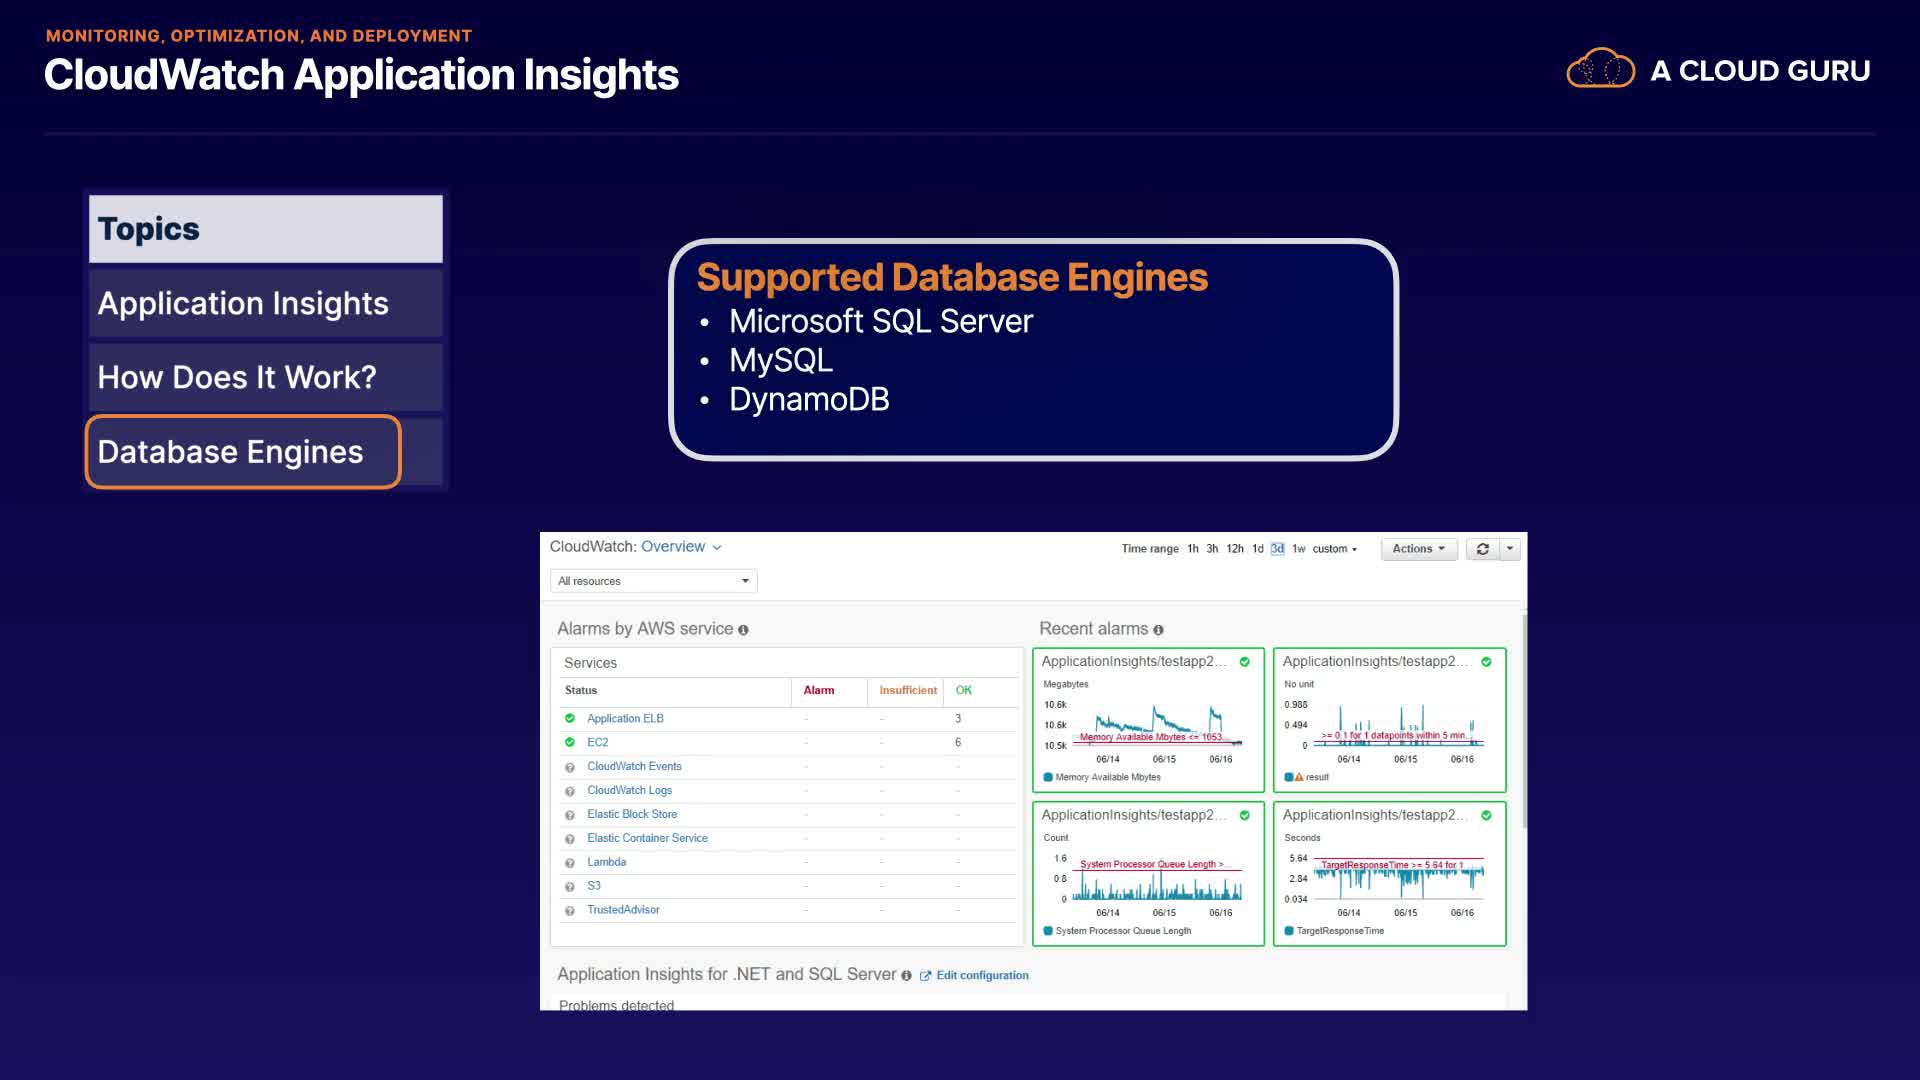 MONITORING, OPTIMIZATION, AND DEPLOYMENT
CloudWatch Application Insights
A CLOUD GURU
Topics
Application Insights
How Does It Work?
Database Engines
Supported Database Engines
• Microsoft SQL Server
• MySQL
• DynamoDB
CloudWatch: Overview
Time range 1h 3h 12h 1d 3d 1w custom
Actions
All resources
Alarms by AWS service
Services
Status Alarm Insufficient OK
Application ELB - - 3
EC2 - - 6
CloudWatch Events - - -
CloudWatch Logs - - -
Elastic Block Store - - -
Elastic Container Service - - -
Lambda - - -
S3 - - -
TrustedAdvisor - - -
Recent alarms
ApplicationInsights/testapp2...
Megabytes
10.6k
10.6k
Memory Available Mbytes <= 1053...
10.5k
06/14 06/15 06/16
Memory Available Mbytes
ApplicationInsights/testapp2...
No unit
0.988
0.494
>= 0.1 for 1 datapoints within 5 min...
0
06/14 06/15 06/16
result
ApplicationInsights/testapp2...
Count
1.6
System Processor Queue Length >...
0.8
0
06/14 06/15 06/16
System Processor Queue Length
ApplicationInsights/testapp2...
Seconds
5.64
TargetResponseTime >= 5.64 for 1
2.84
0.034
06/14 06/15 06/16
TargetResponseTime
Application Insights for .NET and SQL Server Edit configuration
Problems detected